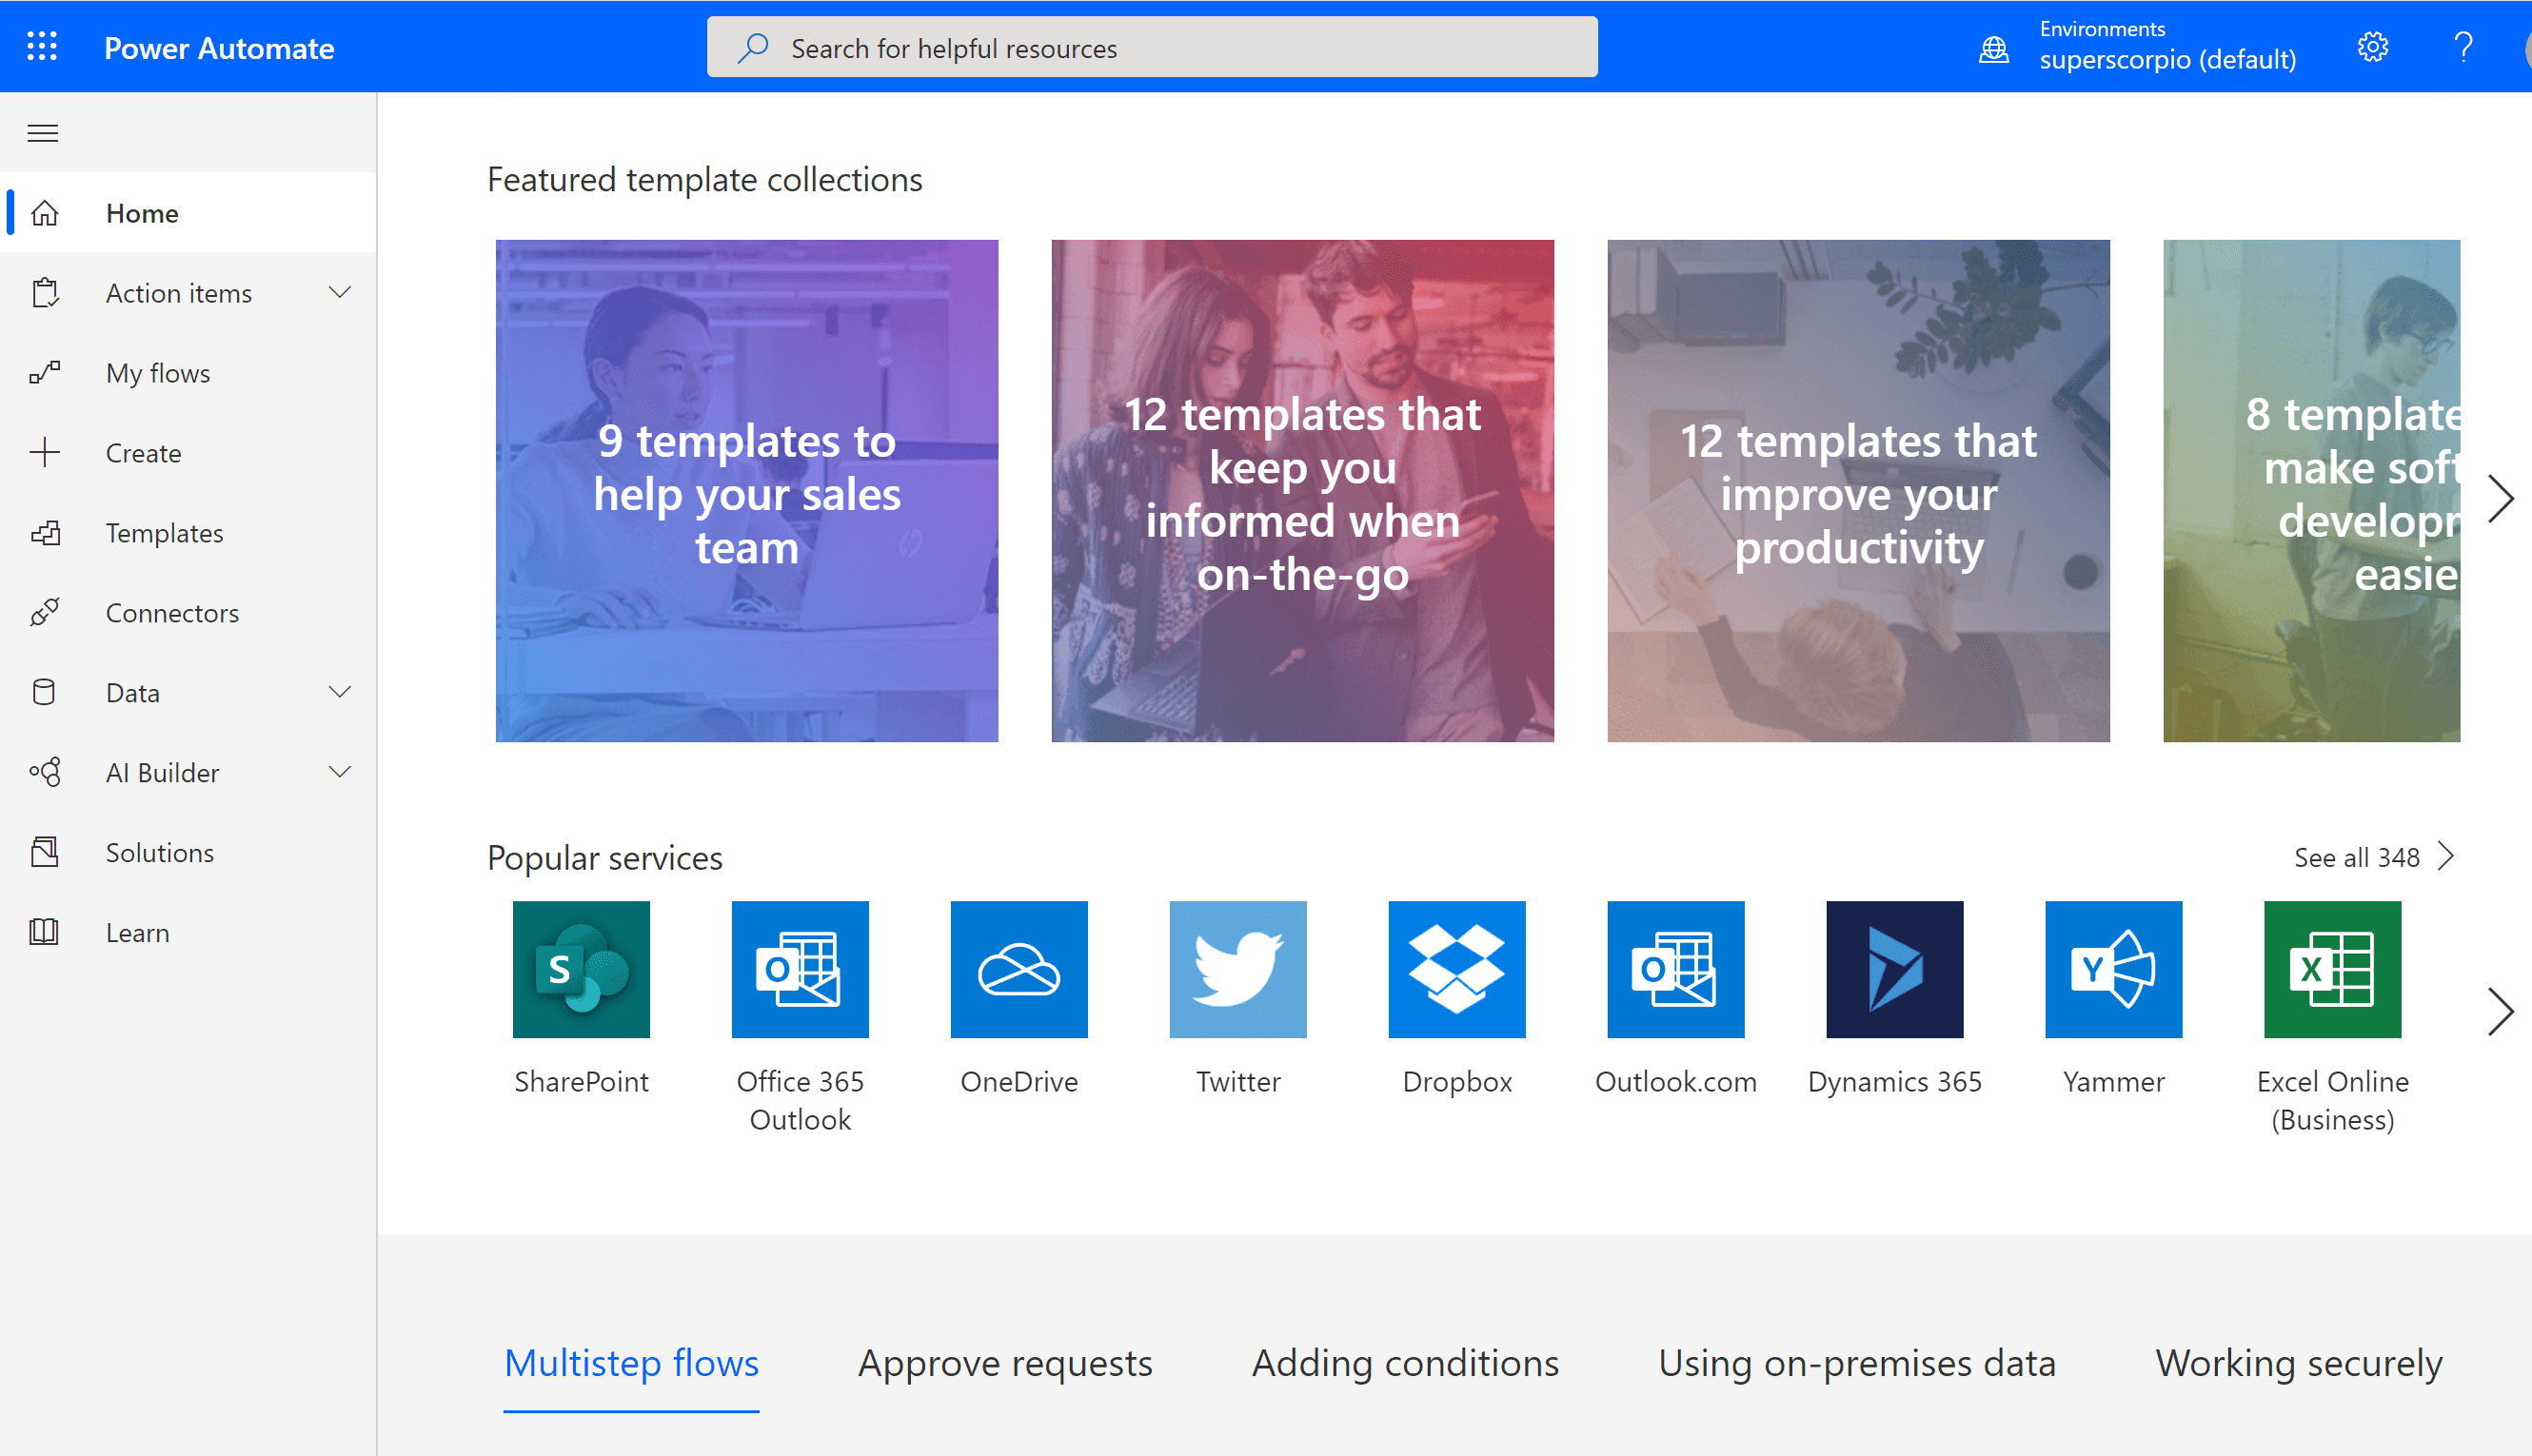 Power Automate
Search for helpful resources
Environments
superscorpio (default)
Home
Action items
My flows
Create
Templates
Connectors
Data
AI Builder
Solutions
Learn
Featured template collections
9 templates to
help your sales
team
12 templates that
keep you
informed when
on-the-go
12 templates that
improve your
productivity
8 template
make soft
develop
easie
Popular services
See all 348
S
SharePoint
O
Office 365
Outlook
OneDrive
Twitter
Dropbox
O
Outlook.com
Dynamics 365
Y
Yammer
X
Excel Online
(Business)
Multistep flows
Approve requests
Adding conditions
Using on-premises data
Working securely